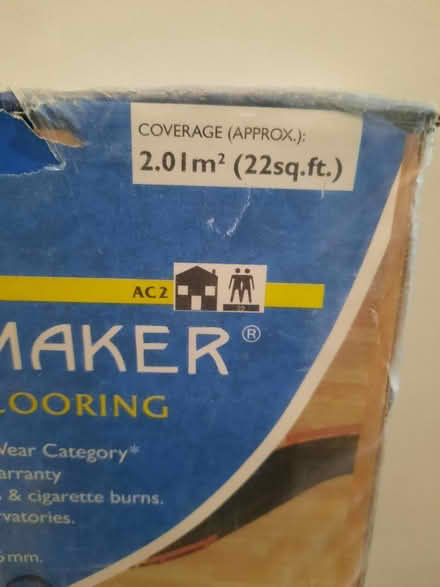 COVERAGE (APPROX.):
2.01m² (22sq.ft.)
AC2
MAKER®
LOORING
Wear Category*
arranty
& cigarette burns.
rvatories.
mm.